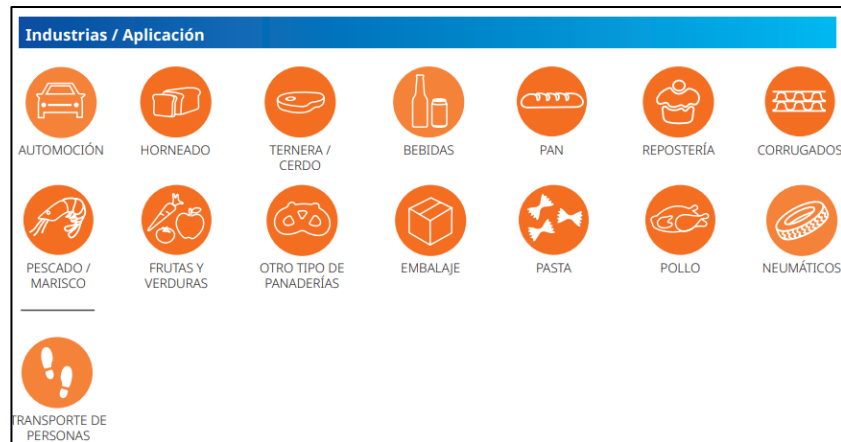 Industrias / Aplicación
AUTOMOCIÓN
HORNEADO
TERNERA /
CERDO
BEBIDAS
PAN
REPOSTERÍA
CORRUGADOS
PESCADO /
MARISCO
FRUTAS Y
VERDURAS
OTRO TIPO DE
PANADERÍAS
EMBALAJE
PASTA
POLLO
NEUMÁTICOS
TRANSPORTE DE
PERSONAS